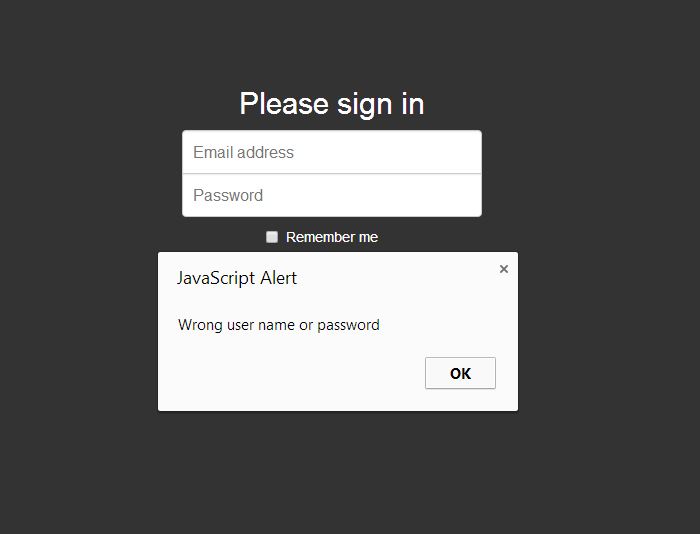 Please sign in
Email address
Password
Remember me
JavaScript Alert
Wrong user name or password
OK